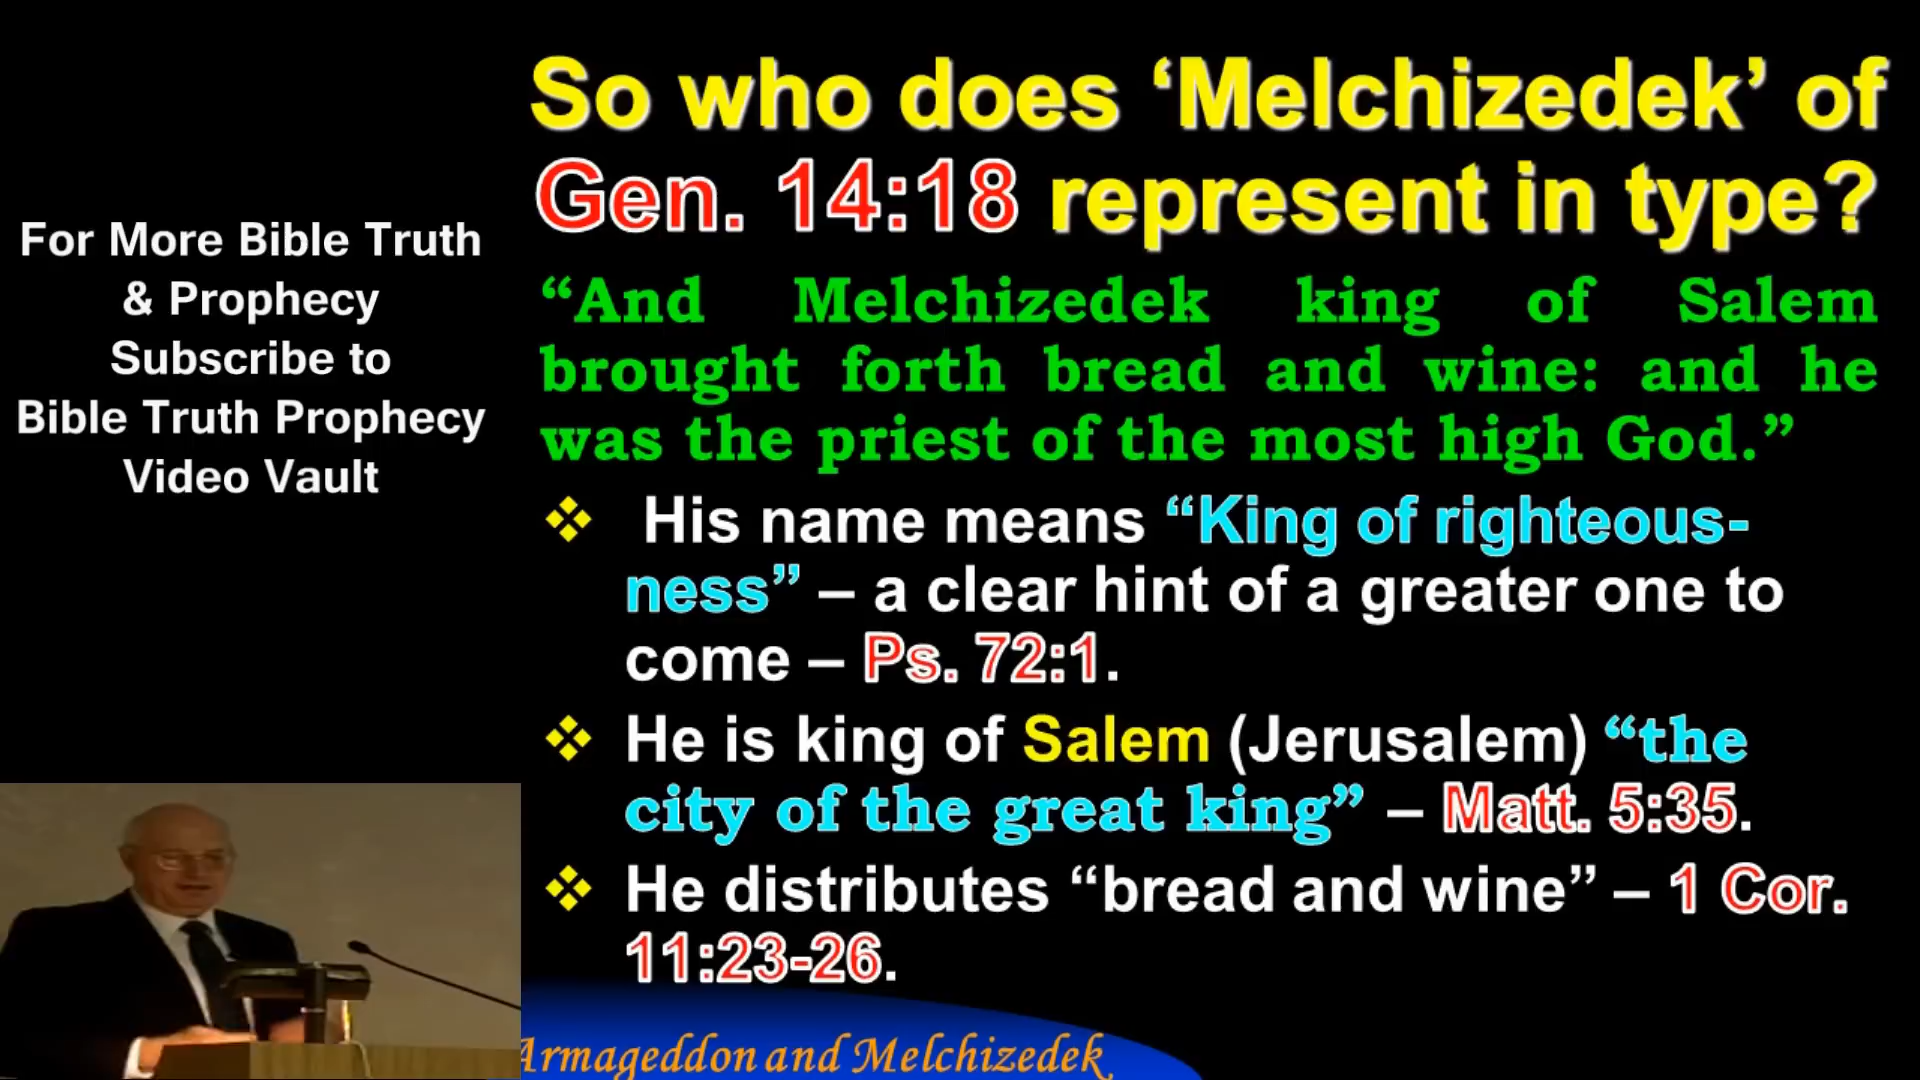 For More Bible Truth
& Prophecy
Subscribe to
Bible Truth Prophecy
Video Vault
So who does ‘Melchizedek’ of
Gen. 14:18 represent in type?
“And Melchizedek king of Salem
brought forth bread and wine: and he
was the priest of the most high God.”
❖ His name means “King of righteous-
ness” – a clear hint of a greater one to
come – Ps. 72:1.
❖ He is king of Salem (Jerusalem) “the
city of the great king” – Matt. 5:35.
❖ He distributes “bread and wine” – 1 Cor.
11:23-26.
Armageddon and Melchizedek